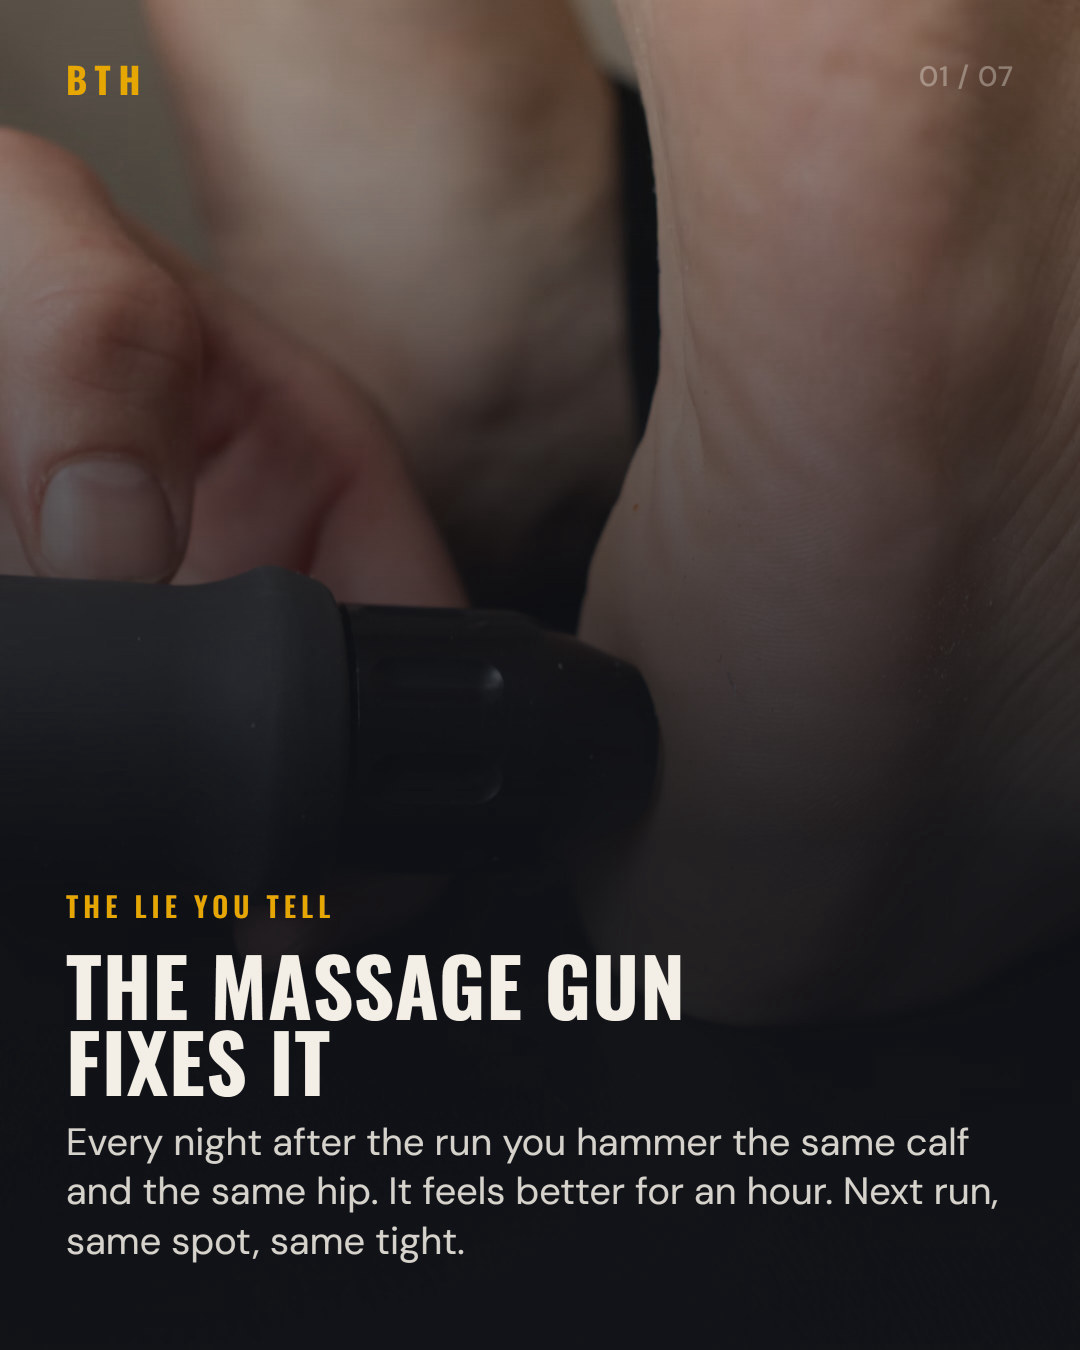 BTH
01 / 07
THE LIE YOU TELL
THE MASSAGE GUN
FIXES IT
Every night after the run you hammer the same calf
and the same hip. It feels better for an hour. Next run,
same spot, same tight.